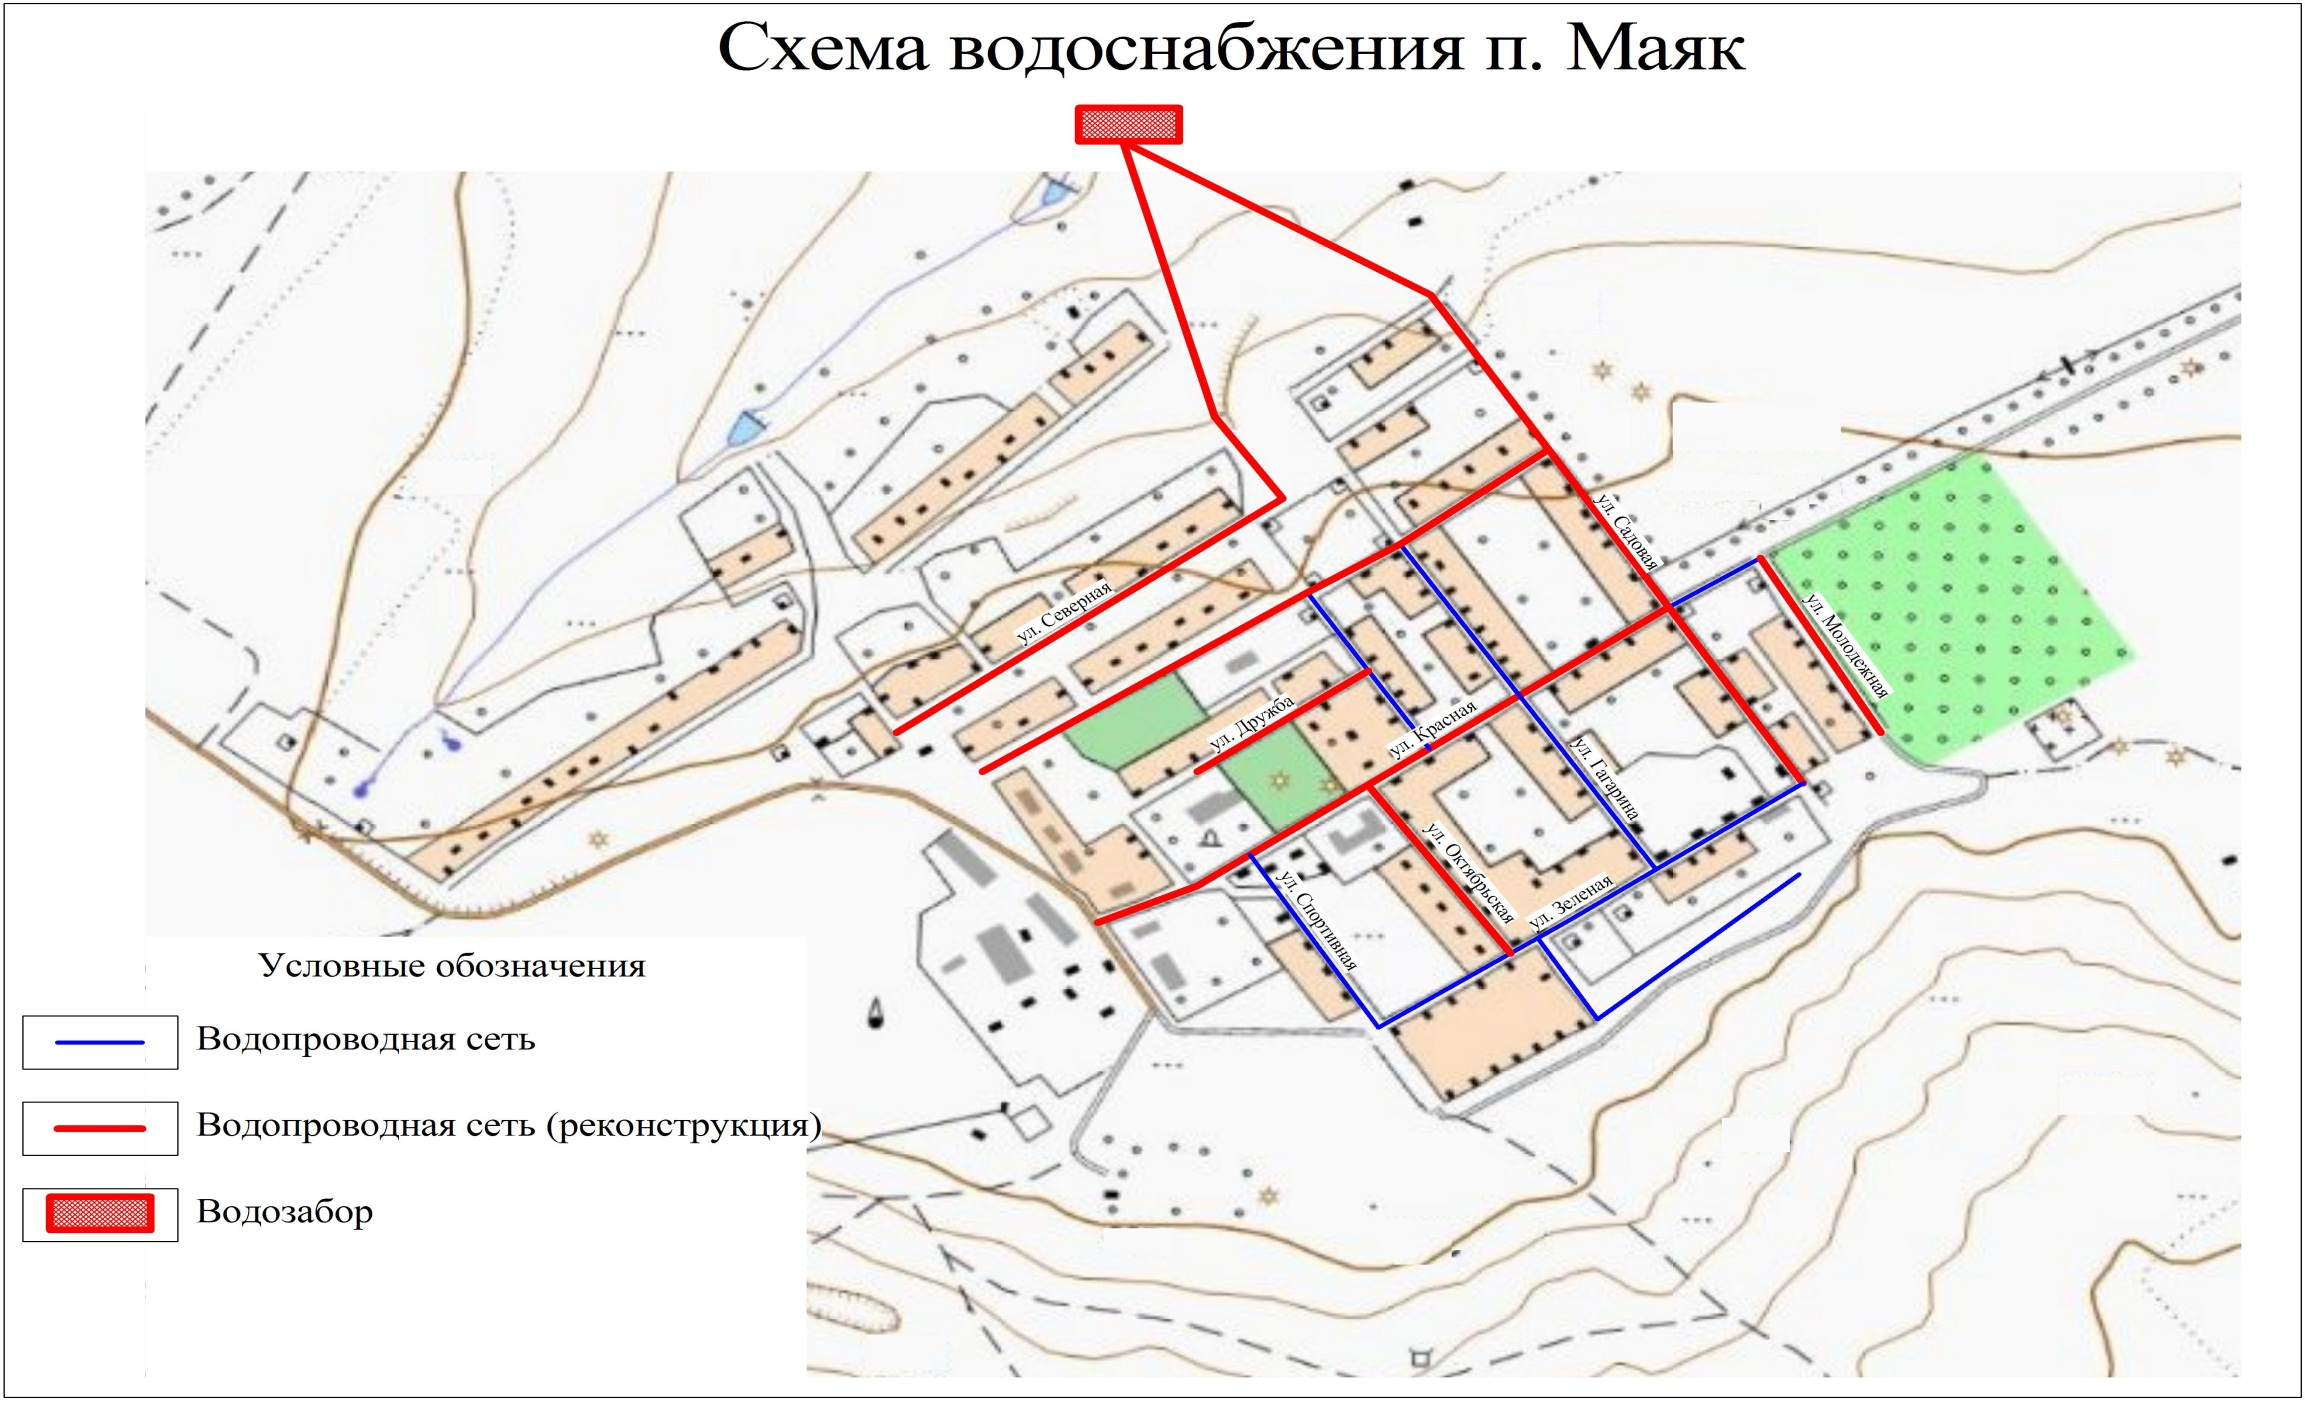 Схема водоснабжения п. Маяк
ул. Садовая
ул. Молодежная
ул. Северная
ул. Дружба
ул. Красная
ул. Гагарина
ул. Октябрьская
ул. Зеленая
ул. Спортивная
Условные обозначения
Водопроводная сеть
Водопроводная сеть (реконструкция)
Водозабор